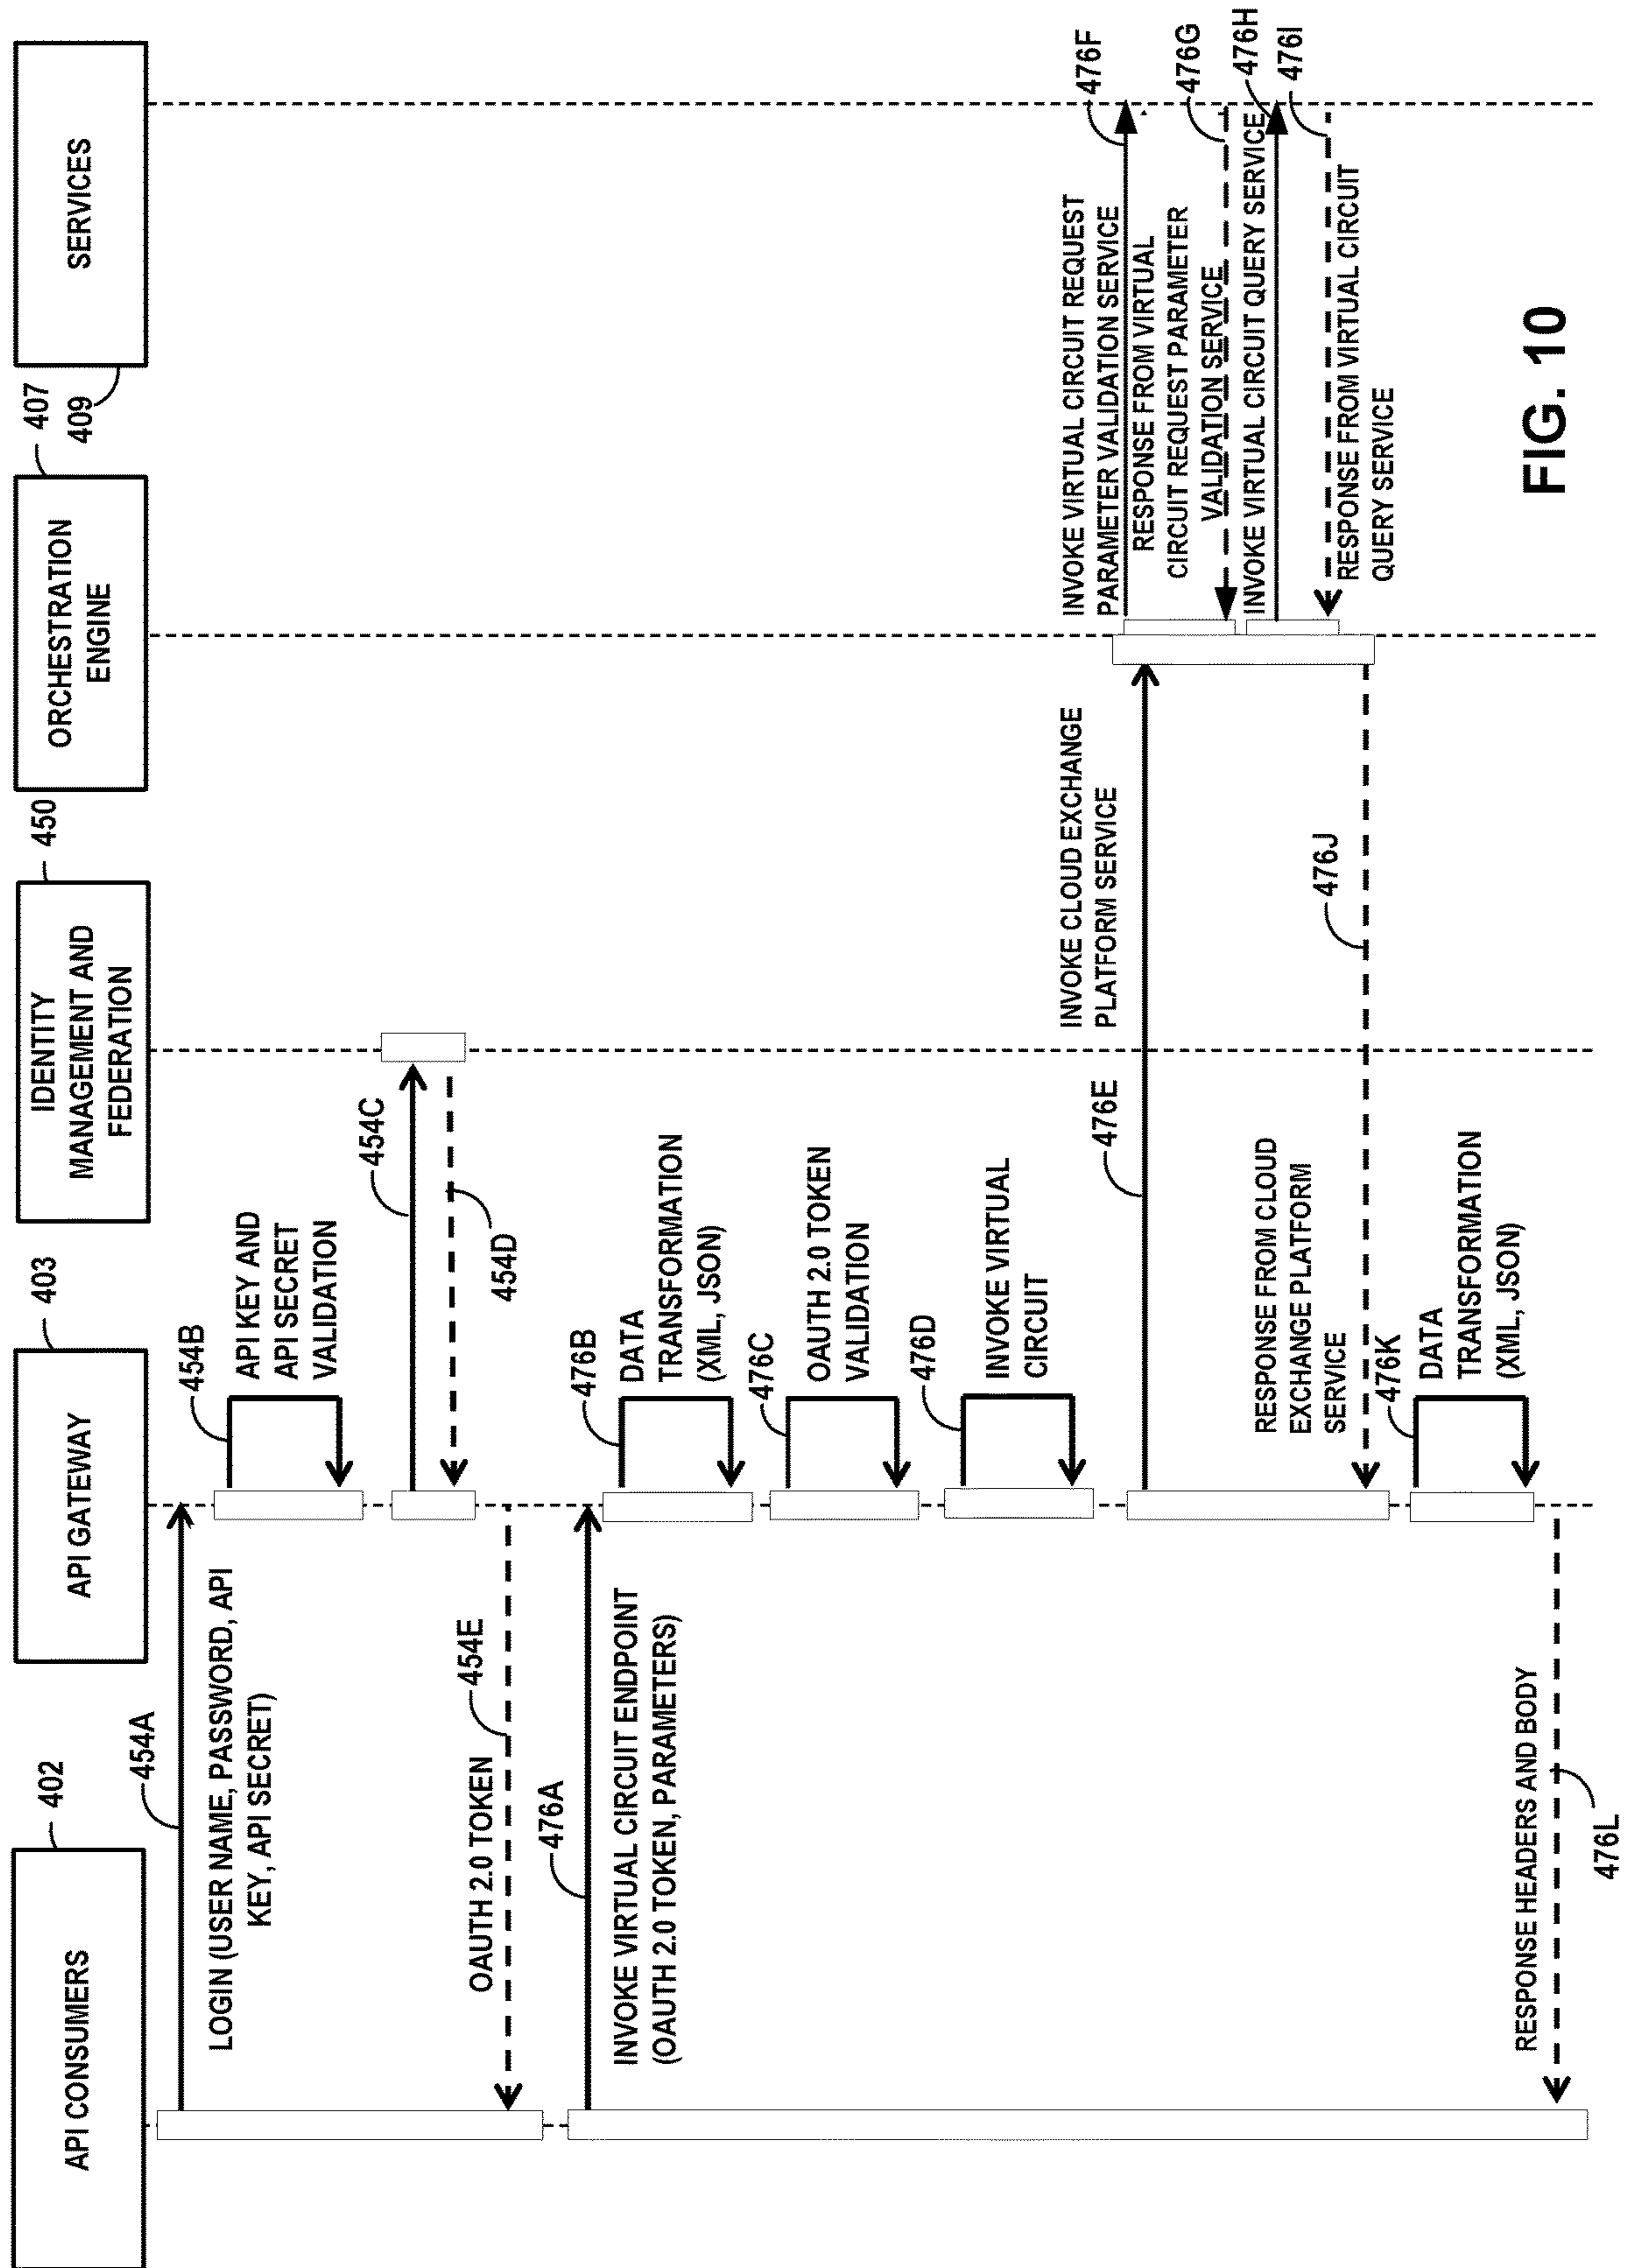 API CONSUMERS
402
API GATEWAY
403
IDENTITY
MANAGEMENT AND
FEDERATION
450
ORCHESTRATION
ENGINE
407
SERVICES
409
454A
LOGIN (USER NAME, PASSWORD, API
KEY, API SECRET)
454B
API KEY AND
API SECRET
VALIDATION
454C
454D
454E
OAUTH 2.0 TOKEN
476A
INVOKE VIRTUAL CIRCUIT ENDPOINT
(OAUTH 2.0 TOKEN, PARAMETERS)
476B
DATA
TRANSFORMATION
(XML, JSON)
476C
OAUTH 2.0 TOKEN
VALIDATION
476D
INVOKE VIRTUAL
CIRCUIT
476E
INVOKE CLOUD EXCHANGE
PLATFORM SERVICE
INVOKE VIRTUAL CIRCUIT REQUEST
PARAMETER VALIDATION SERVICE
476F
RESPONSE FROM VIRTUAL
CIRCUIT REQUEST PARAMETER
VALIDATION SERVICE
476G
INVOKE VIRTUAL CIRCUIT QUERY SERVICE
476H
476I
RESPONSE FROM VIRTUAL CIRCUIT
QUERY SERVICE
476J
RESPONSE FROM CLOUD
EXCHANGE PLATFORM
SERVICE
476K
DATA
TRANSFORMATION
(XML, JSON)
RESPONSE HEADERS AND BODY
476L
FIG. 10